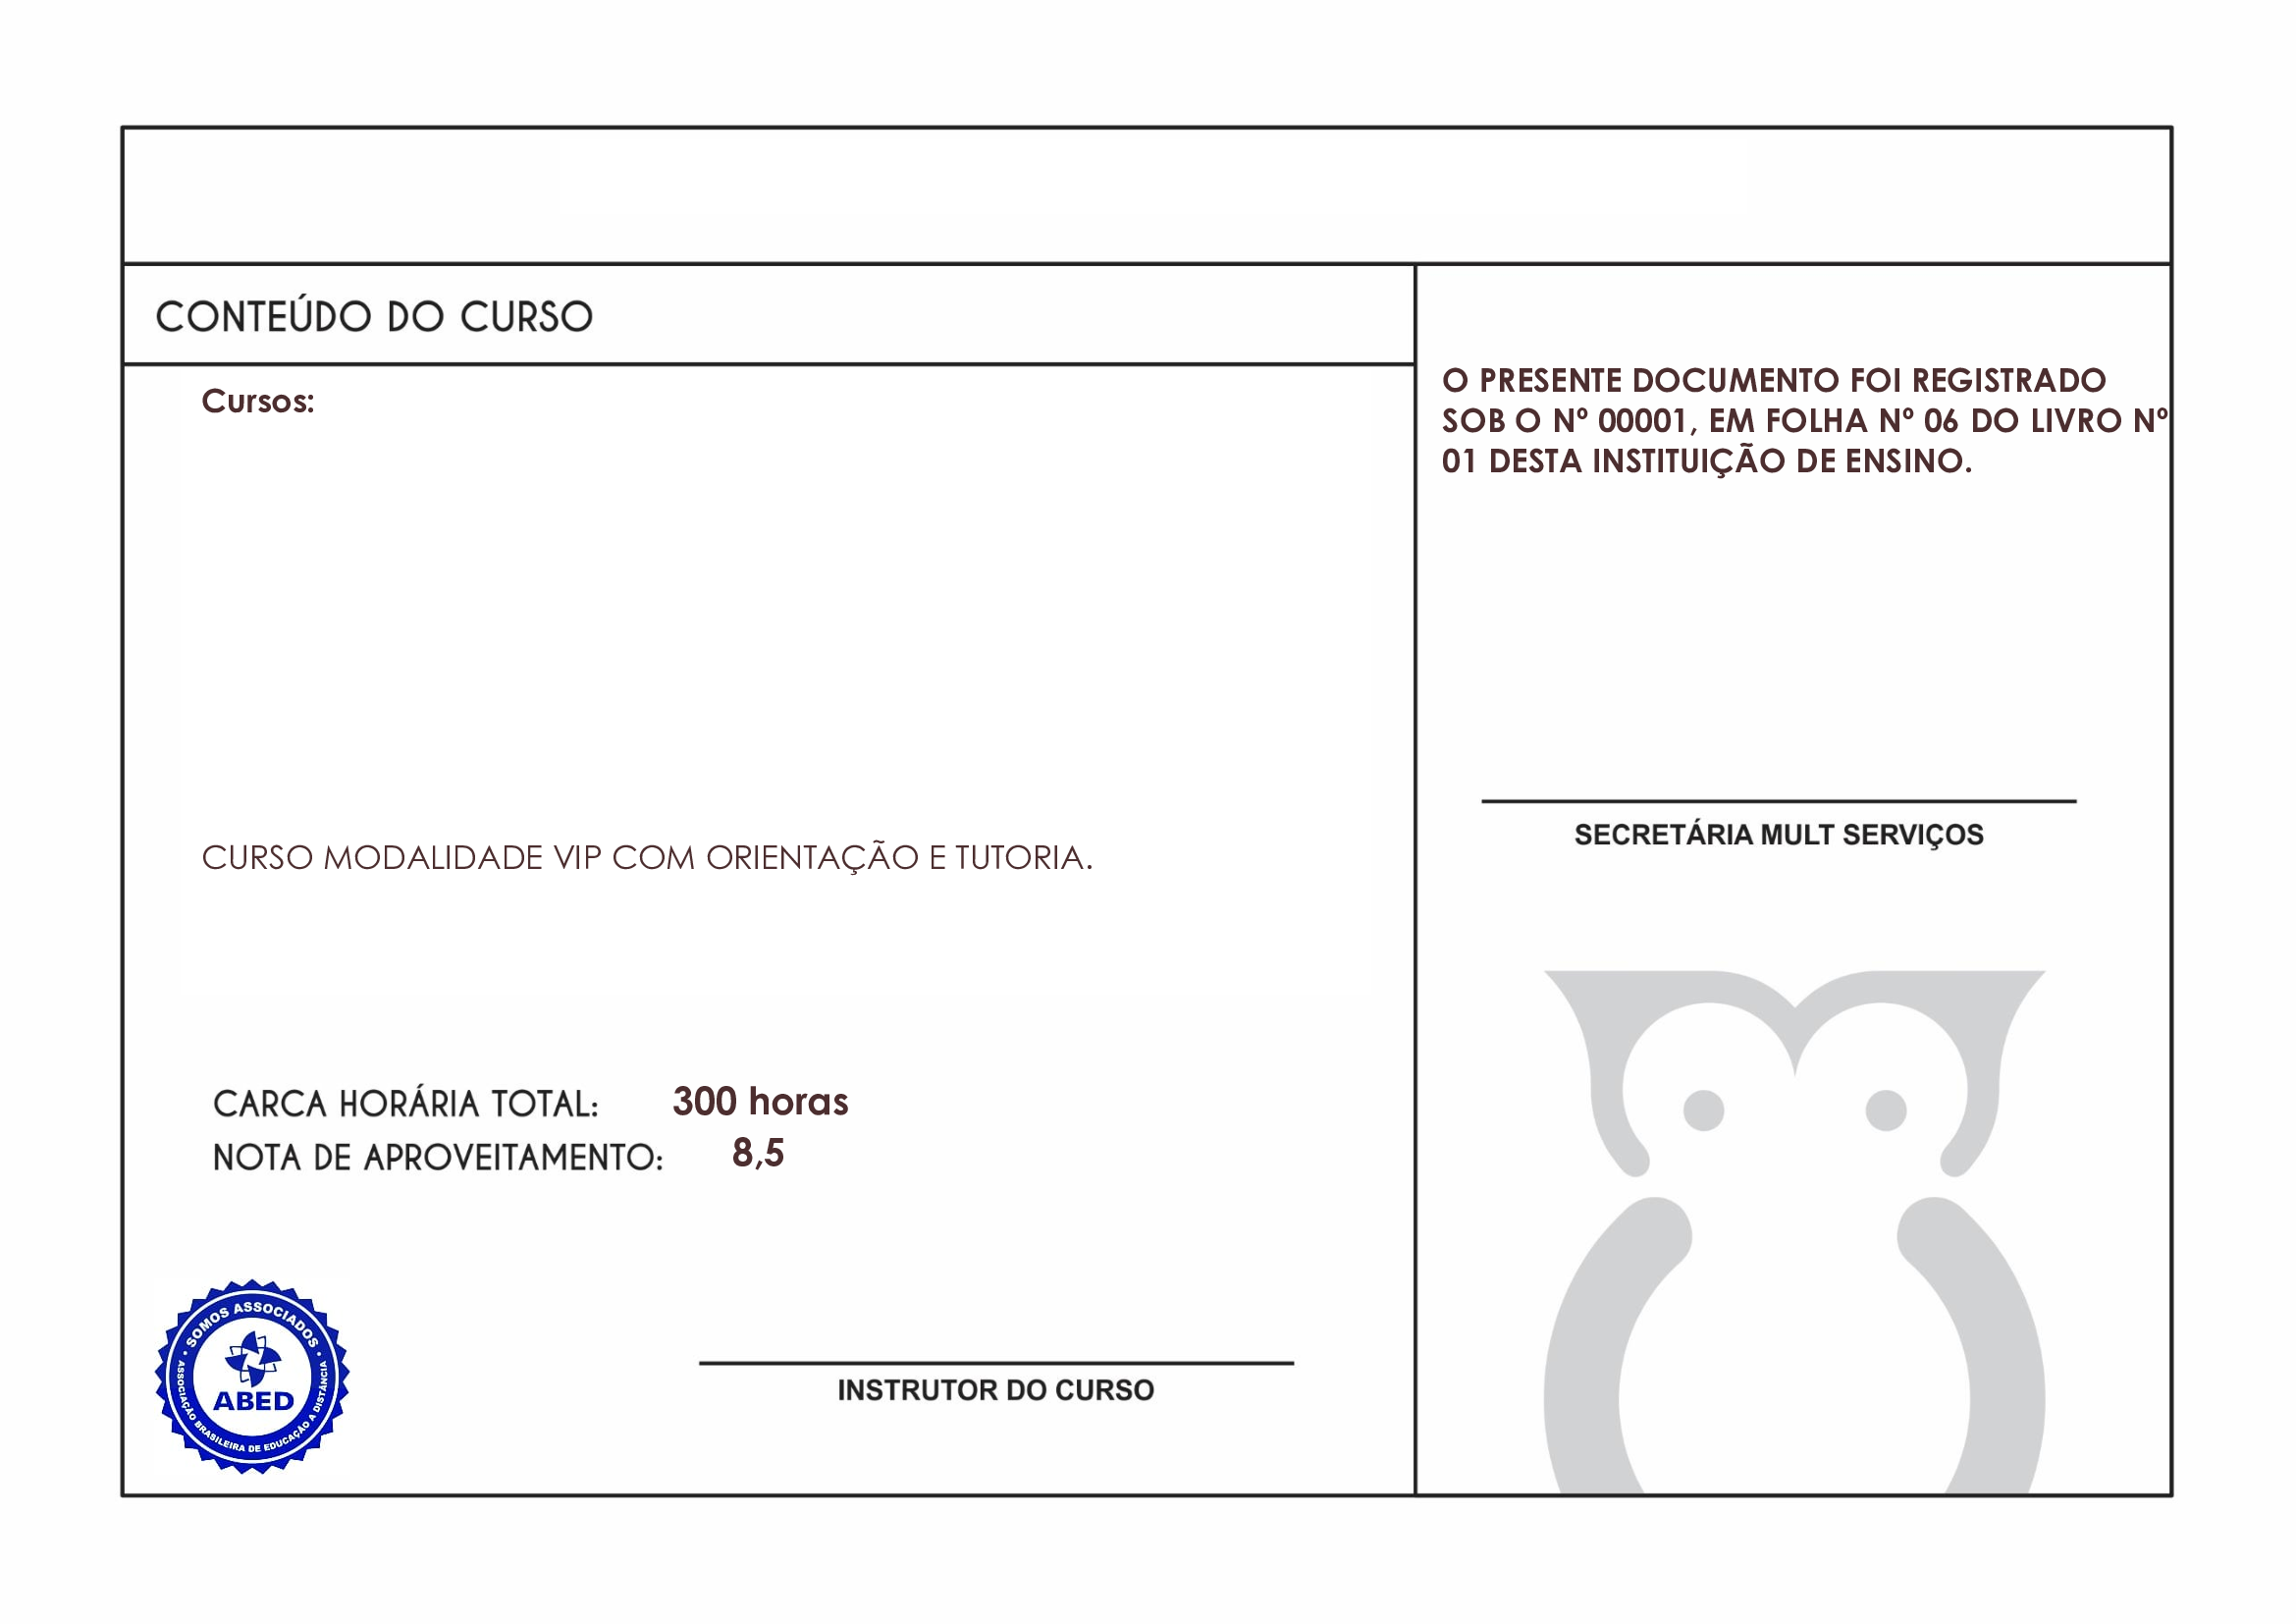 CONTEÚDO DO CURSO
Cursos:
CURSO MODALIDADE VIP COM ORIENTAÇÃO E TUTORIA.
CARCA HORÁRIA TOTAL: 300 horas
NOTA DE APROVEITAMENTO: 8,5
• SOMOS ASSOCIADOS •
ABED
ASSOCIAÇÃO BRASILEIRA DE EDUCAÇÃO A DISTÂNCIA
INSTRUTOR DO CURSO
O PRESENTE DOCUMENTO FOI REGISTRADO
SOB O Nº 00001, EM FOLHA Nº 06 DO LIVRO Nº
01 DESTA INSTITUIÇÃO DE ENSINO.
SECRETÁRIA MULT SERVIÇOS